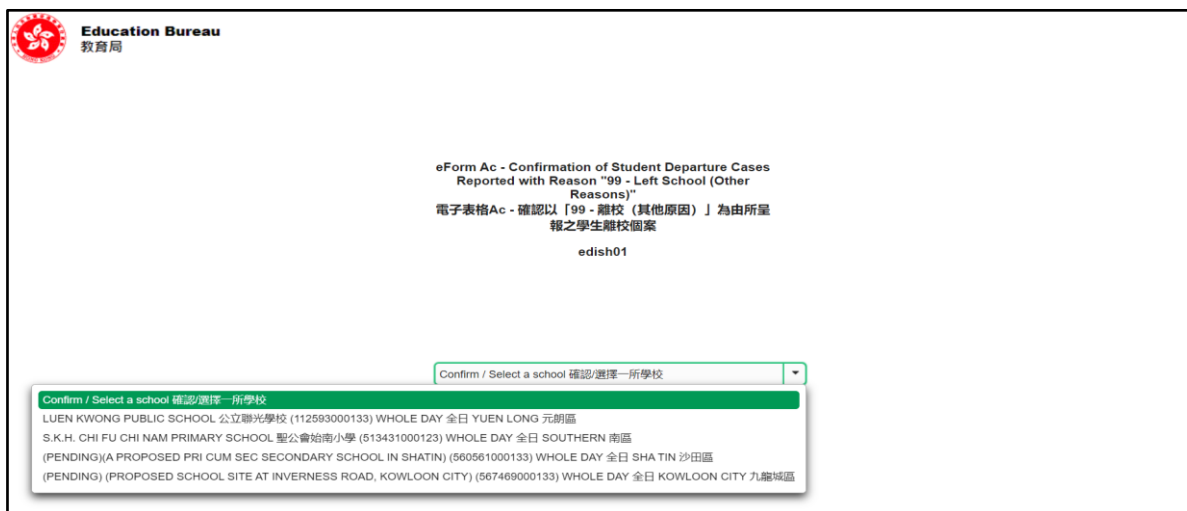 Education Bureau
教育局
eForm Ac - Confirmation of Student Departure Cases
Reported with Reason "99 - Left School (Other
Reasons)"
電子表格Ac - 確認以「99 - 離校（其他原因）」為由所呈
報之學生離校個案
edish01
Confirm / Select a school 確認/選擇一所學校
Confirm / Select a school 確認/選擇一所學校
LUEN KWONG PUBLIC SCHOOL 公立聯光學校 (112593000133) WHOLE DAY 全日 YUEN LONG 元朗區
S.K.H. CHI FU CHI NAM PRIMARY SCHOOL 聖公會始南小學 (513431000123) WHOLE DAY 全日 SOUTHERN 南區
(PENDING)(A PROPOSED PRI CUM SEC SECONDARY SCHOOL IN SHATIN) (560561000133) WHOLE DAY 全日 SHA TIN 沙田區
(PENDING) (PROPOSED SCHOOL SITE AT INVERNESS ROAD, KOWLOON CITY) (567469000133) WHOLE DAY 全日 KOWLOON CITY 九龍城區